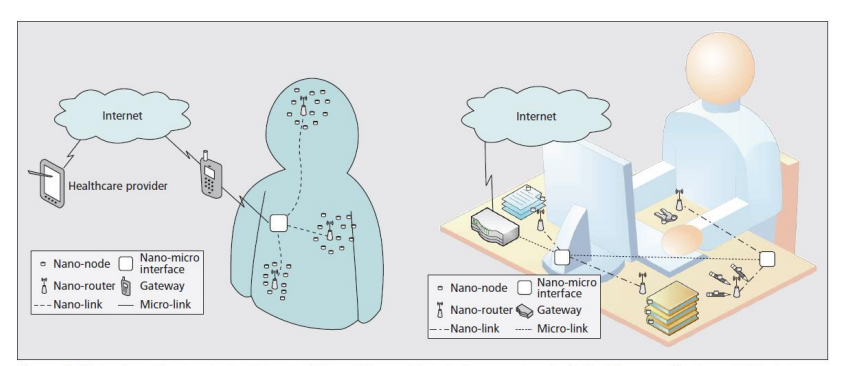 Internet
Healthcare provider
Nano-node
Nano-micro
interface
Nano-router
Gateway
Nano-link
Micro-link
Internet
Nano-node
Nano-micro
interface
Nano-router
Gateway
Nano-link
Micro-link